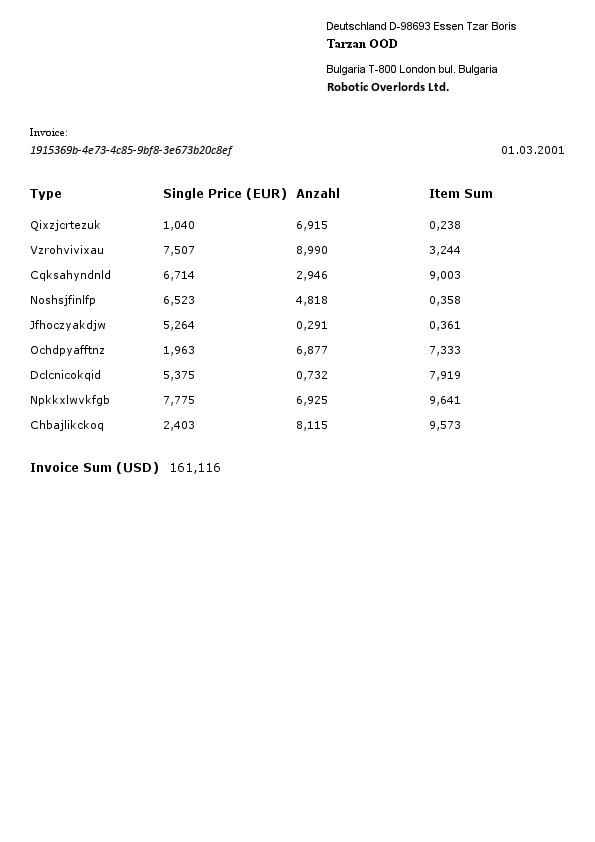 Deutschland D-98693 Essen Tzar Boris
Tarzan OOD
Bulgaria T-800 London bul. Bulgaria
Robotic Overlords Ltd.
Invoice:
1915369b-4e73-4c85-9bf8-3e673b20c8ef 01.03.2001
Type Single Price (EUR) Anzahl Item Sum
Qixzjcrtezuk 1,040 6,915 0,238
Vzrohvivixau 7,507 8,990 3,244
Cqksahyndnld 6,714 2,946 9,003
Noshsjfinlfp 6,523 4,818 0,358
Jfhoczyakdjw 5,264 0,291 0,361
Ochdpyafftnz 1,963 6,877 7,333
Dclcnicokqid 5,375 0,732 7,919
Npkkxlwvkfgb 7,775 6,925 9,641
Chbajlikckoq 2,403 8,115 9,573
Invoice Sum (USD) 161,116